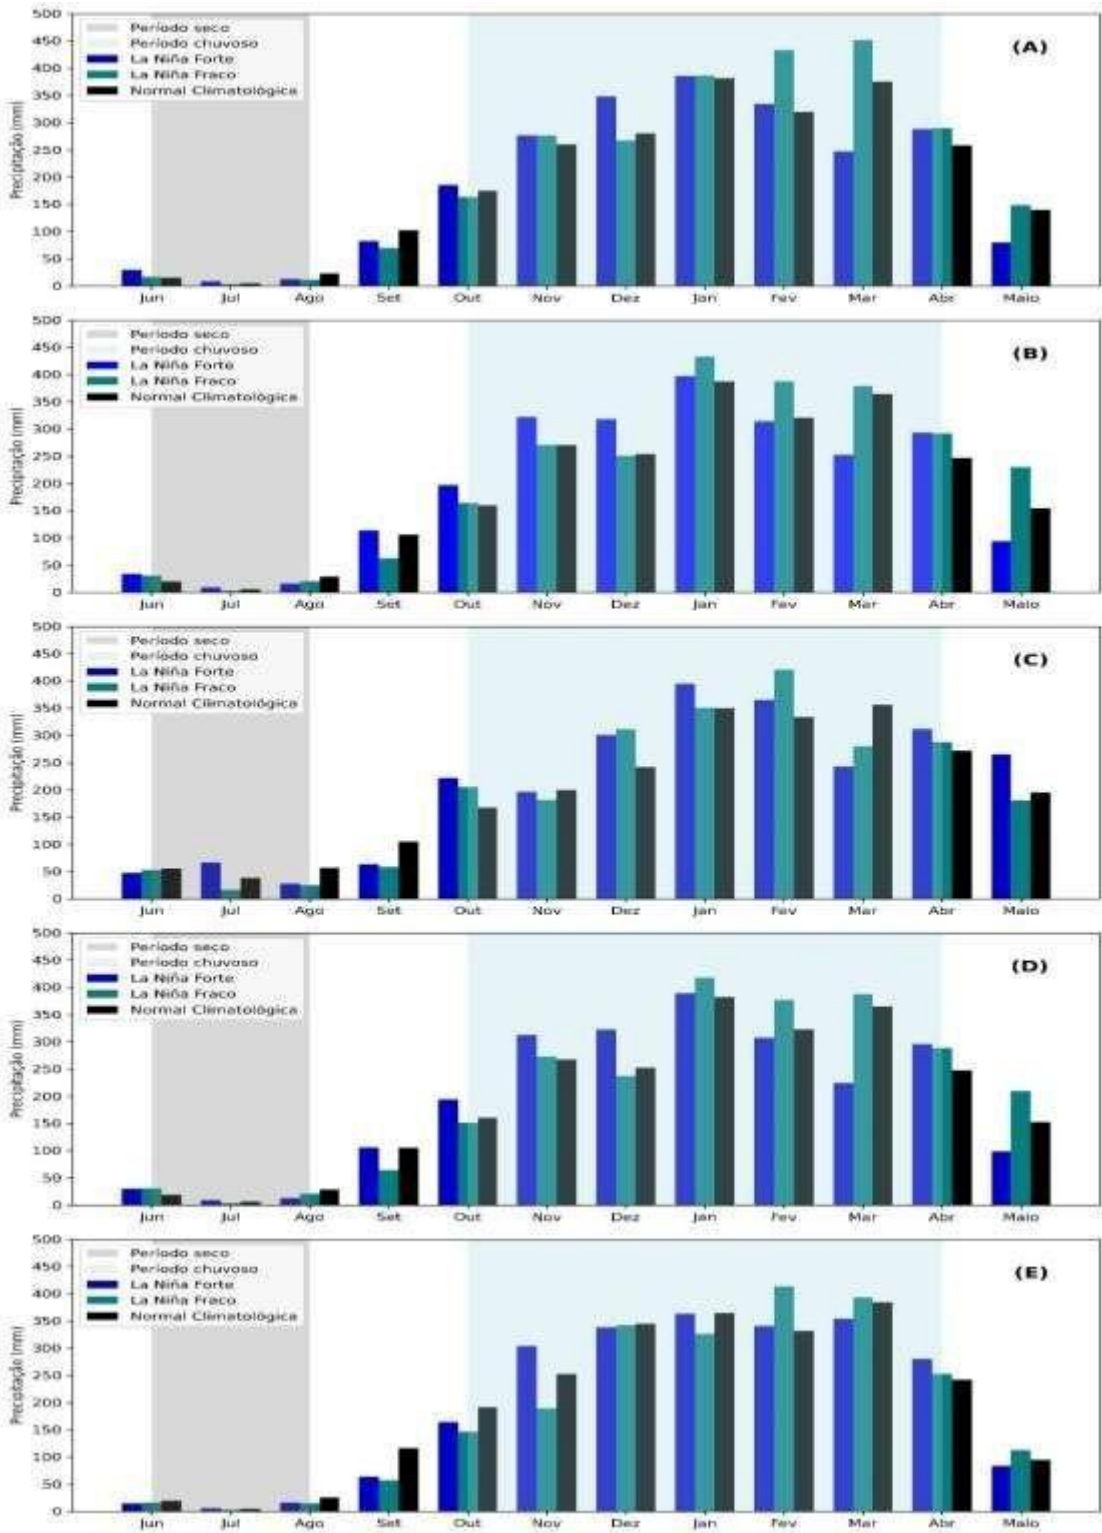 500
450
400
350
300
250
200
150
100
50
0
Precipitação (mm)
Período seco
Período chuvoso
La Niña Forte
La Niña Fraco
Normal Climatológica
(A)
Jun Jul Ago Set Out Nov Dez Jan Fev Mar Abr Maio
500
450
400
350
300
250
200
150
100
50
0
Precipitação (mm)
Período seco
Período chuvoso
La Niña Forte
La Niña Fraco
Normal Climatológica
(B)
Jun Jul Ago Set Out Nov Dez Jan Fev Mar Abr Maio
500
450
400
350
300
250
200
150
100
50
0
Precipitação (mm)
Período seco
Período chuvoso
La Niña Forte
La Niña Fraco
Normal Climatológica
(C)
Jun Jul Ago Set Out Nov Dez Jan Fev Mar Abr Maio
500
450
400
350
300
250
200
150
100
50
0
Precipitação (mm)
Período seco
Período chuvoso
La Niña Forte
La Niña Fraco
Normal Climatológica
(D)
Jun Jul Ago Set Out Nov Dez Jan Fev Mar Abr Maio
500
450
400
350
300
250
200
150
100
50
0
Precipitação (mm)
Período seco
Período chuvoso
La Niña Forte
La Niña Fraco
Normal Climatológica
(E)
Jun Jul Ago Set Out Nov Dez Jan Fev Mar Abr Maio